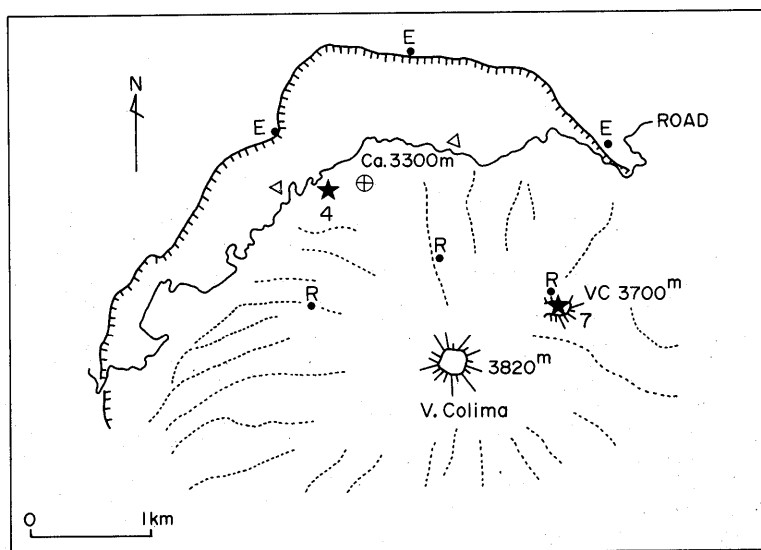 E
N
E
E
ROAD
Ca. 3300m
4
R
R
VC 3700m
R
7
3820m
V. Colima
0
1km